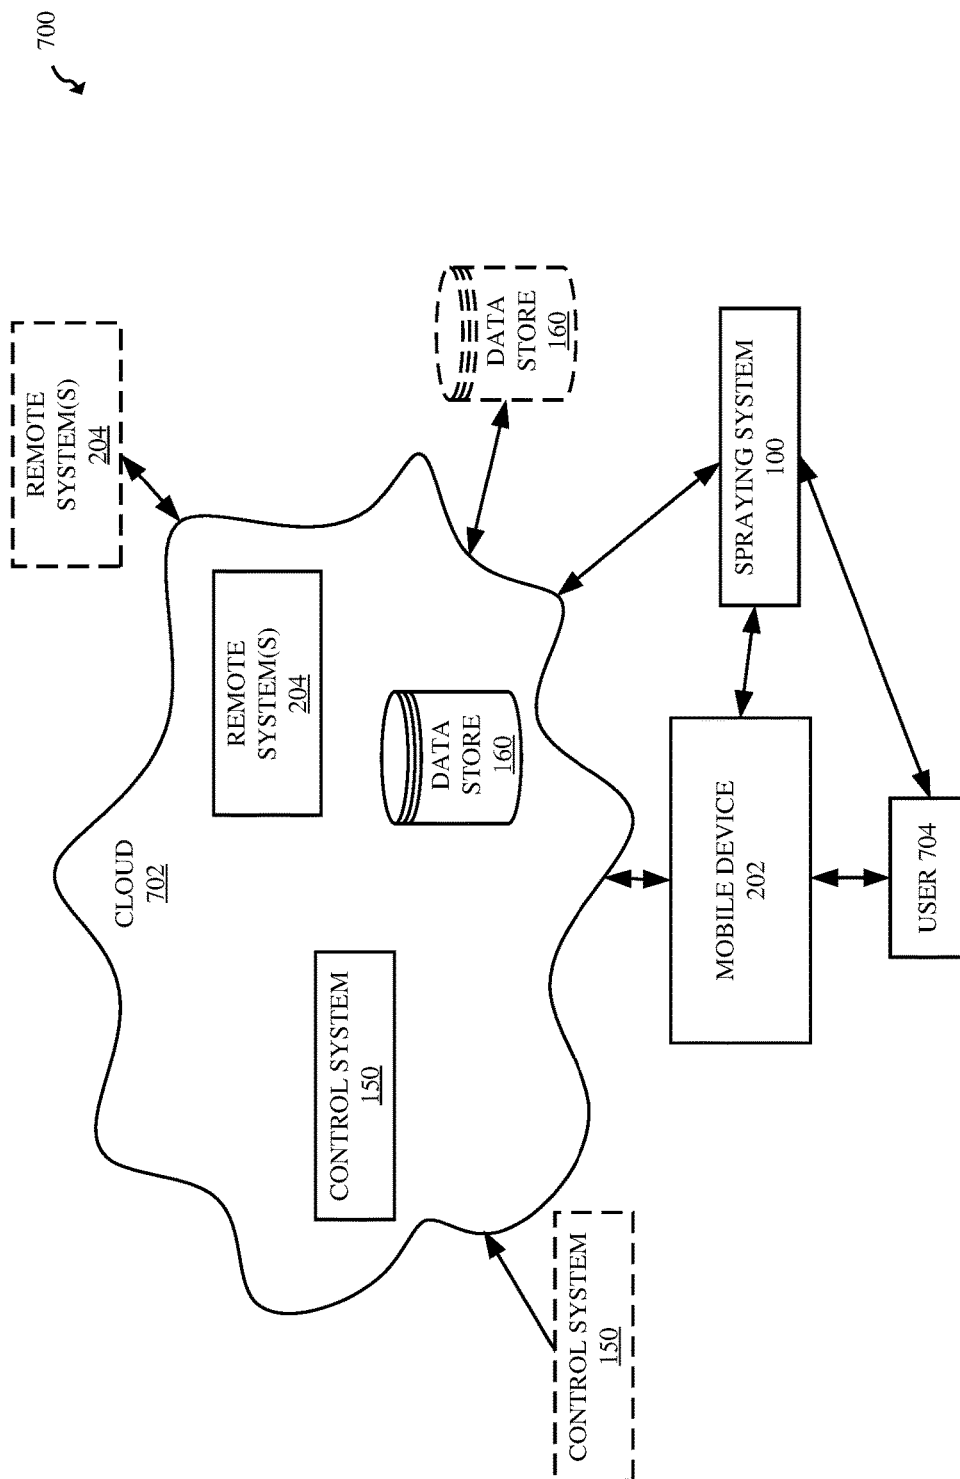 700
REMOTE
SYSTEM(S)
204
CLOUD
702
REMOTE
SYSTEM(S)
204
CONTROL SYSTEM
150
DATA
STORE
160
DATA
STORE
160
CONTROL SYSTEM
150
MOBILE DEVICE
202
SPRAYING SYSTEM
100
USER 704